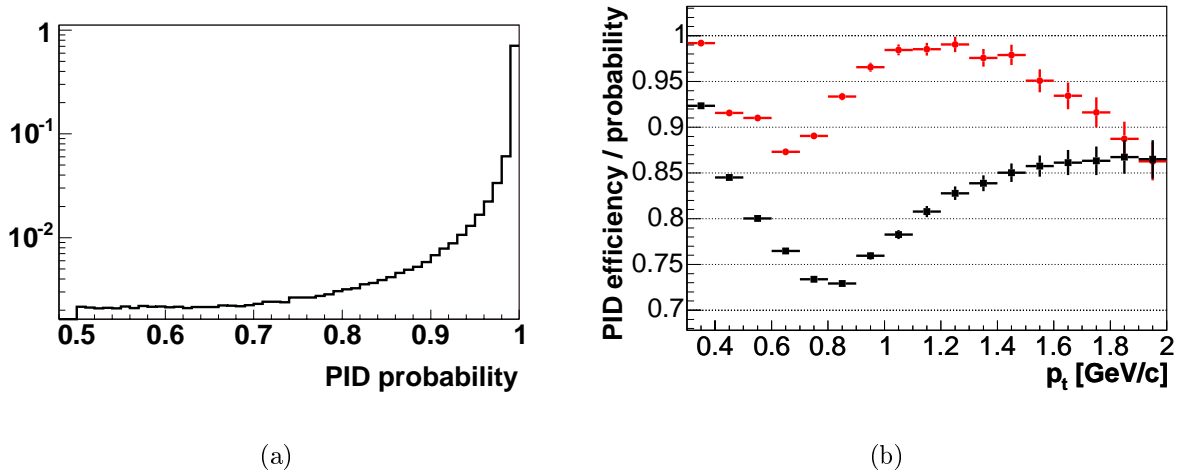 1
10^-1
10^-2
0.5 0.6 0.7 0.8 0.9 1
PID probability
(a)
PID efficiency / probability
1
0.95
0.9
0.85
0.8
0.75
0.7
0.4 0.6 0.8 1 1.2 1.4 1.6 1.8 2
p_t [GeV/c]
(b)